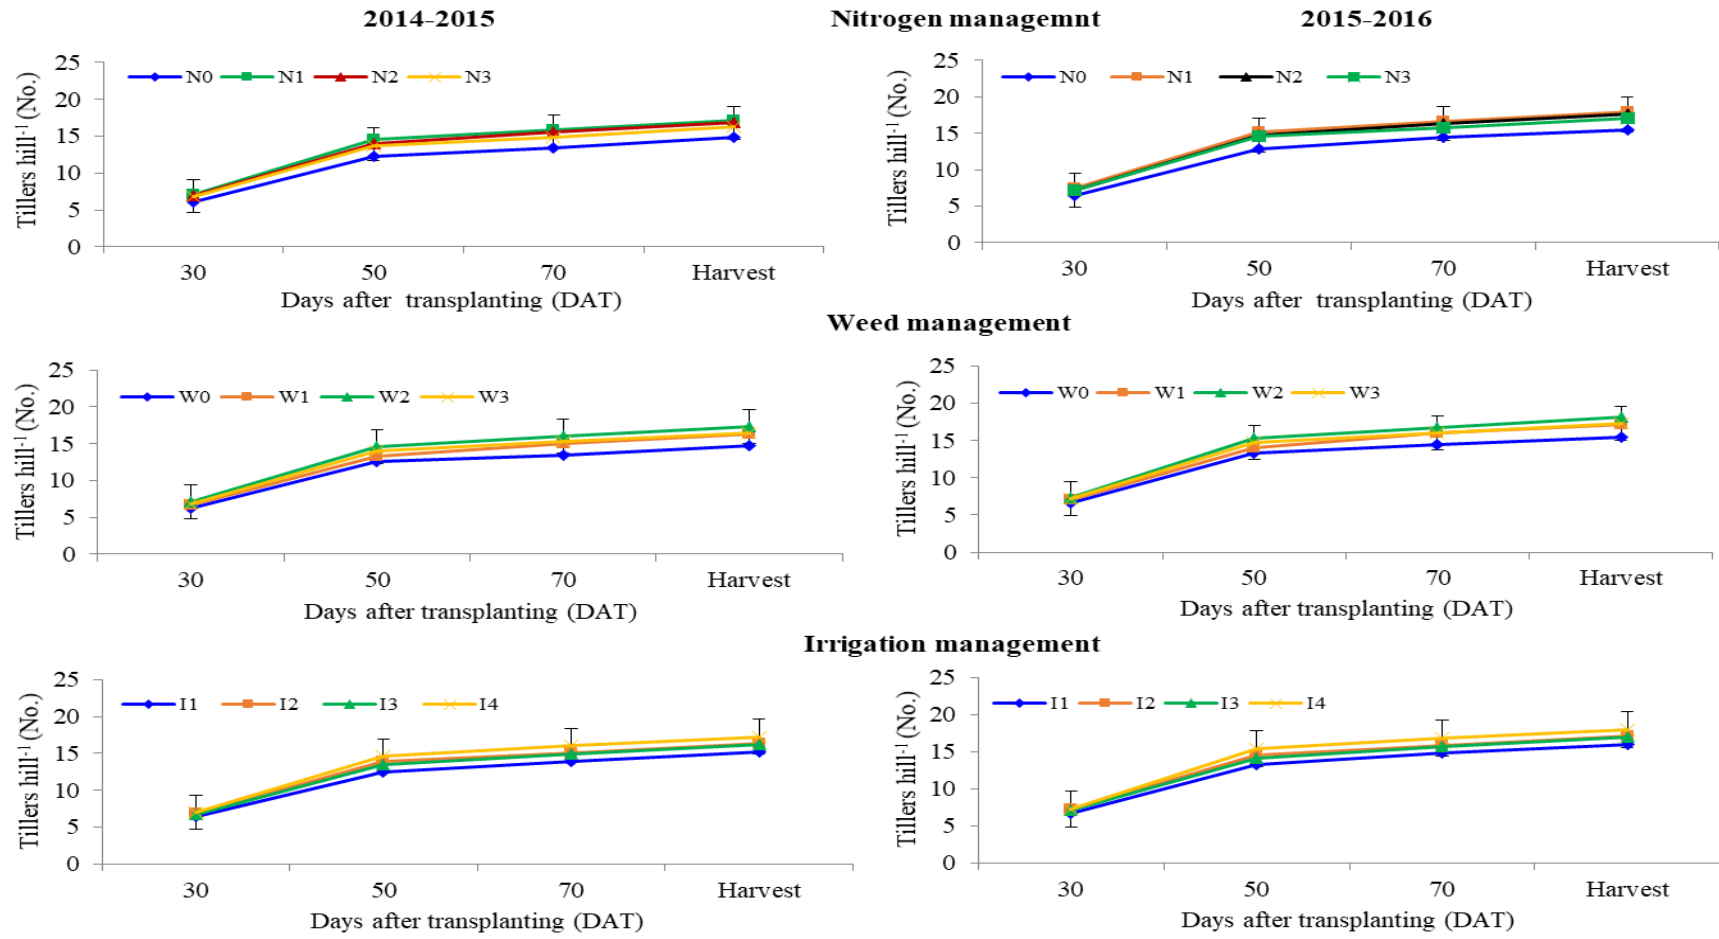 2014-2015 Nitrogen managemnt 2015-2016
25
20
15
10
5
0
Tillers hill-1 (No.)
N0 N1 N2 N3
30 50 70 Harvest
Days after transplanting (DAT)
25
20
15
10
5
0
Tillers hill-1 (No.)
N0 N1 N2 N3
30 50 70 Harvest
Days after transplanting (DAT)
Weed management
25
20
15
10
5
0
Tillers hill-1 (No.)
W0 W1 W2 W3
30 50 70 Harvest
Days after transplanting (DAT)
25
20
15
10
5
0
Tillers hill-1 (No.)
W0 W1 W2 W3
30 50 70 Harvest
Days after transplanting (DAT)
Irrigation management
25
20
15
10
5
0
Tillers hill-1 (No.)
I1 I2 I3 I4
30 50 70 Harvest
Days after transplanting (DAT)
25
20
15
10
5
0
Tillers hill-1 (No.)
I1 I2 I3 I4
30 50 70 Harvest
Days after transplanting (DAT)